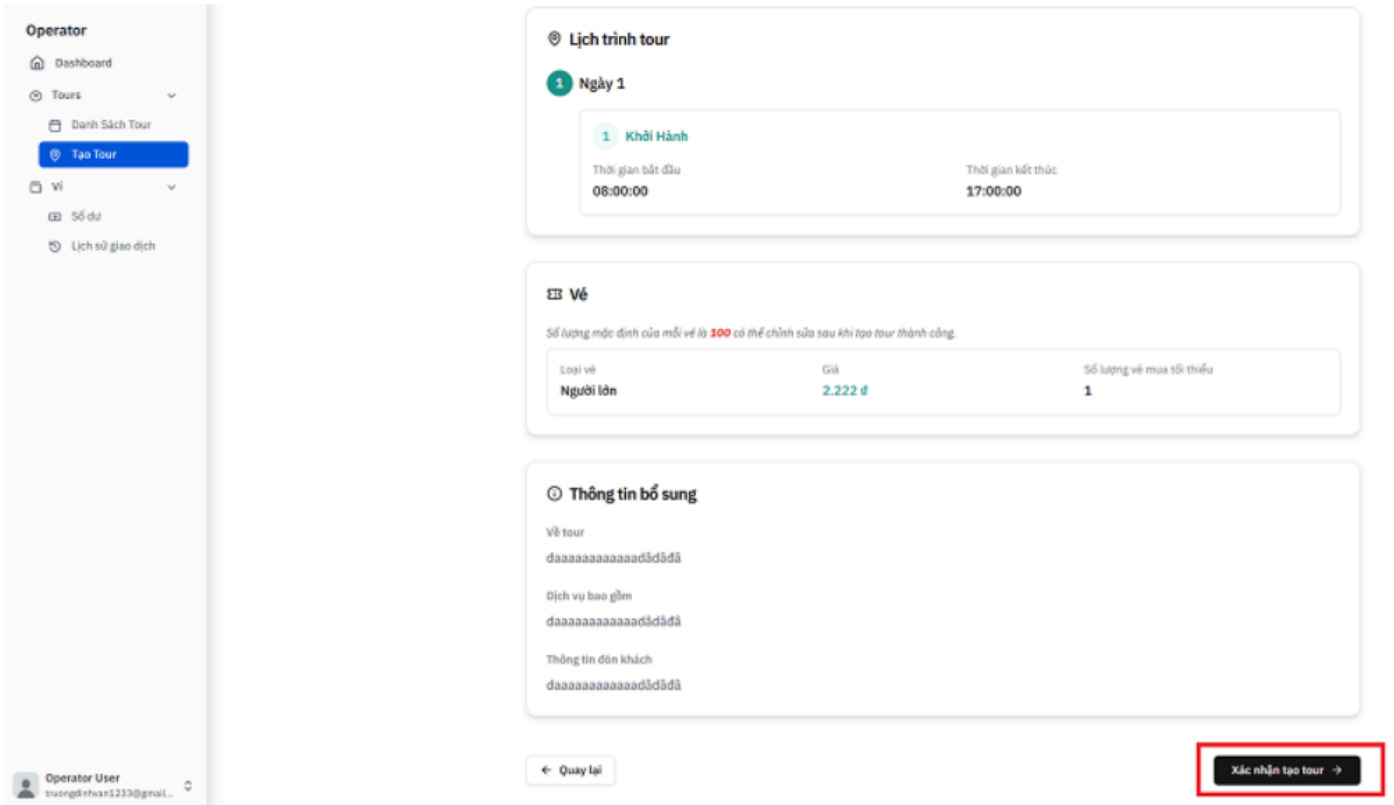 Operator
Dashboard
Tours
Danh Sách Tour
Tạo Tour
Ví
Số dư
Lịch sử giao dịch
Lịch trình tour
1 Ngày 1
1 Khởi Hành
Thời gian bắt đầu Thời gian kết thúc
08:00:00 17:00:00
Vé
Số lượng mặc định của mỗi vé là 100 có thể chỉnh sửa sau khi tạo tour thành công.
Loại vé Giá Số lượng vé mua tối thiểu
Người lớn 2.222 đ 1
Thông tin bổ sung
Về tour
Dịch vụ bao gồm
Thông tin đón khách
← Quay lại Xác nhận tạo tour →
Operator User